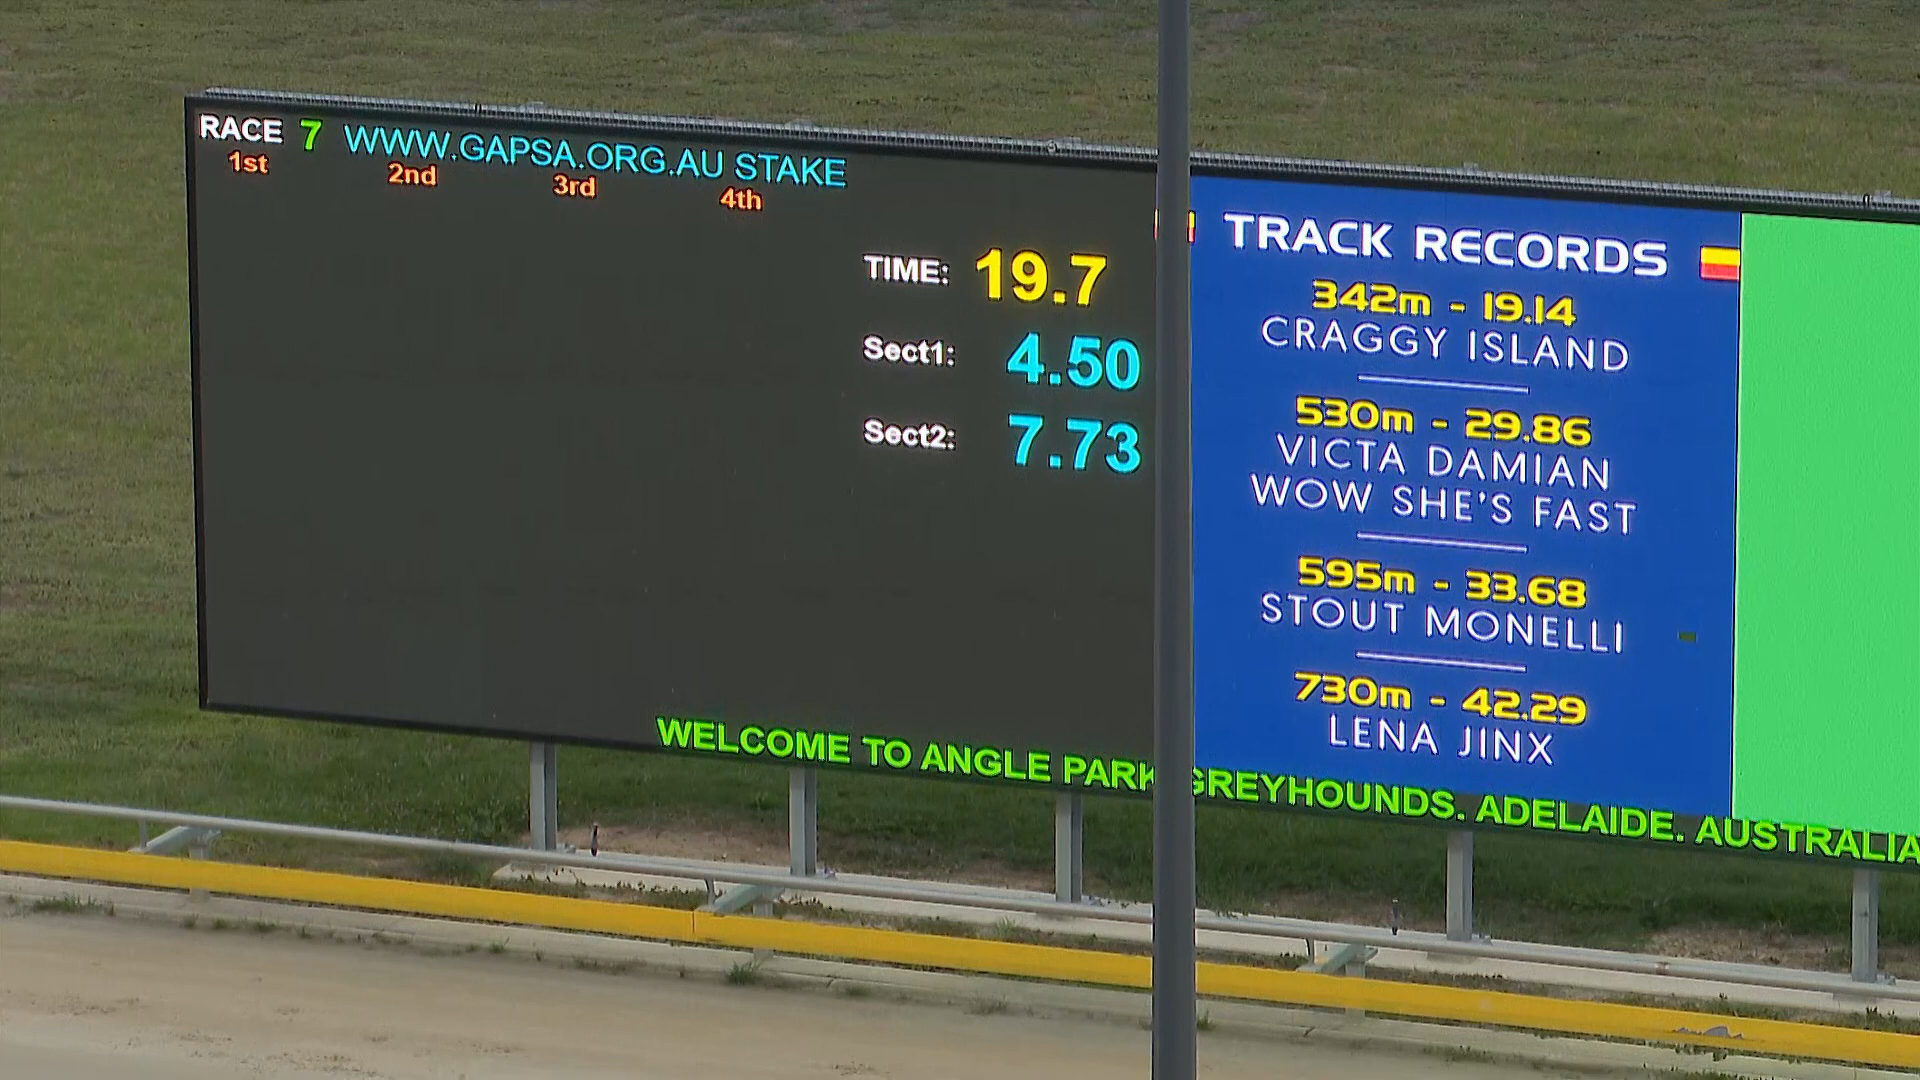 RACE 7 WWW.GAPSA.ORG.AU STAKE
1st 2nd 3rd 4th
TIME: 19.7
Sect1: 4.50
Sect2: 7.73
TRACK RECORDS
342m - 19.14
CRAGGY ISLAND
530m - 29.86
VICTA DAMIAN
WOW SHE'S FAST
595m - 33.68
STOUT MONELLI
730m - 42.29
LENA JINX
WELCOME TO ANGLE PARK GREYHOUNDS. ADELAIDE. AUSTRALIA